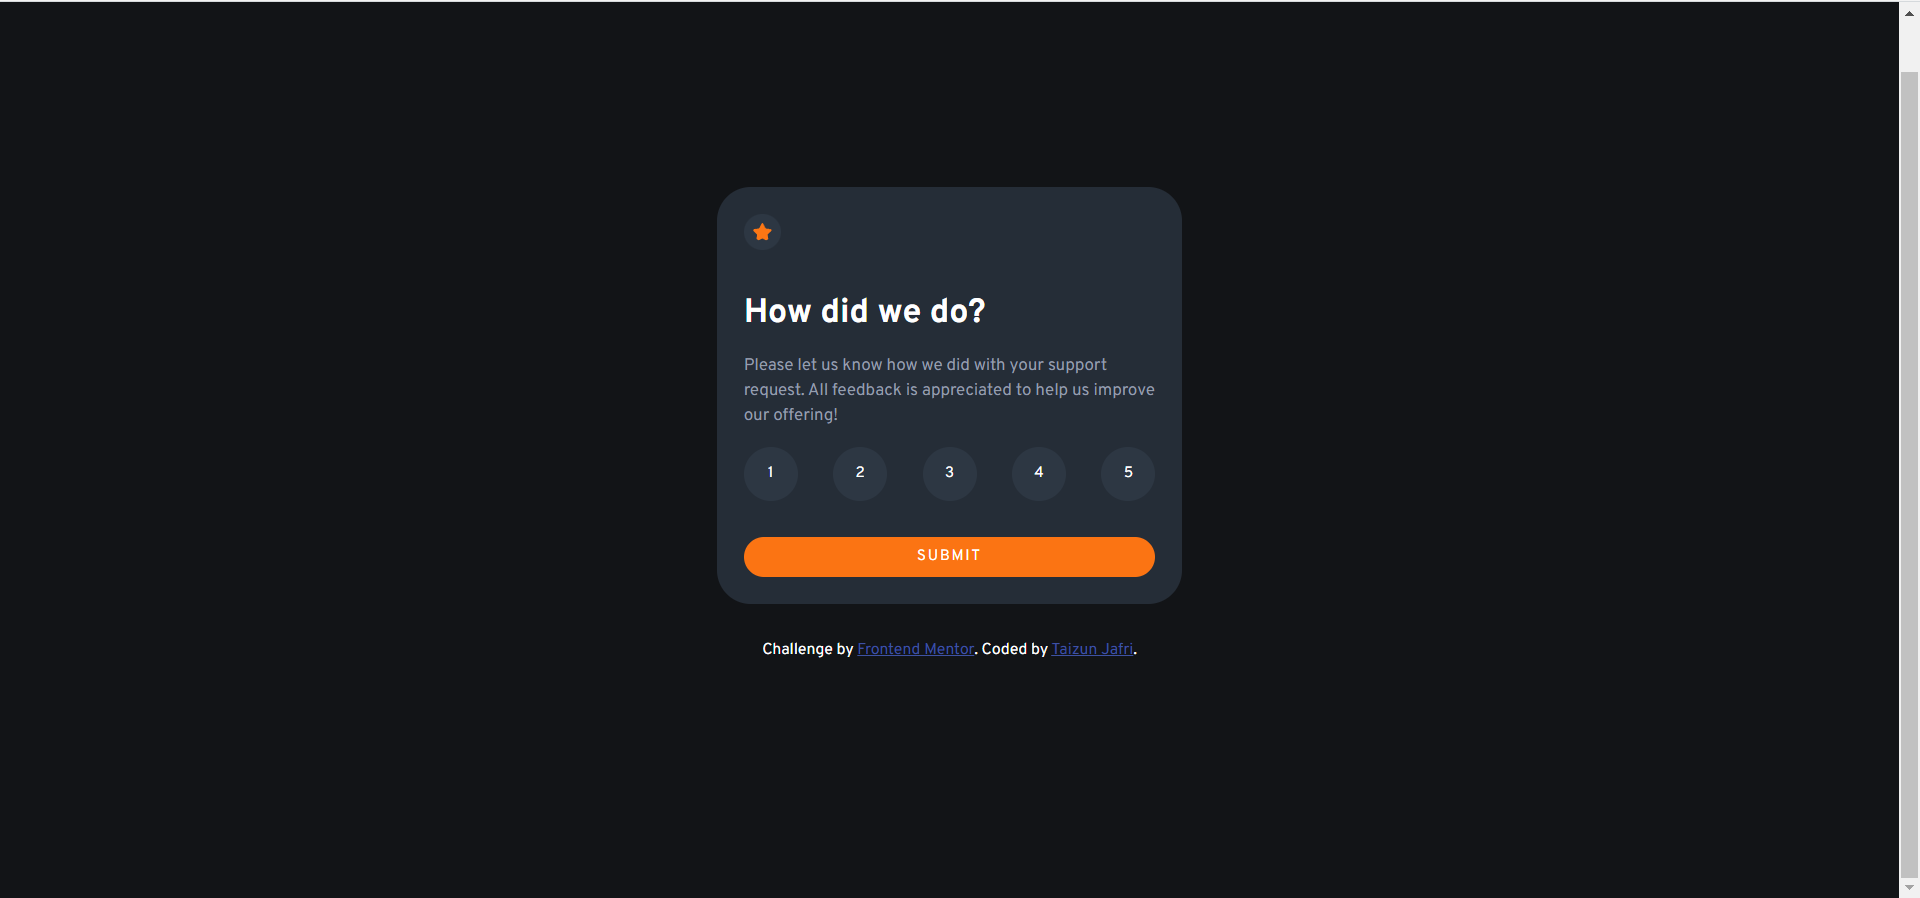 How did we do?
Please let us know how we did with your support
request. All feedback is appreciated to help us improve
our offering!
1 2 3 4 5
SUBMIT
Challenge by Frontend Mentor. Coded by Taizun Jafri.